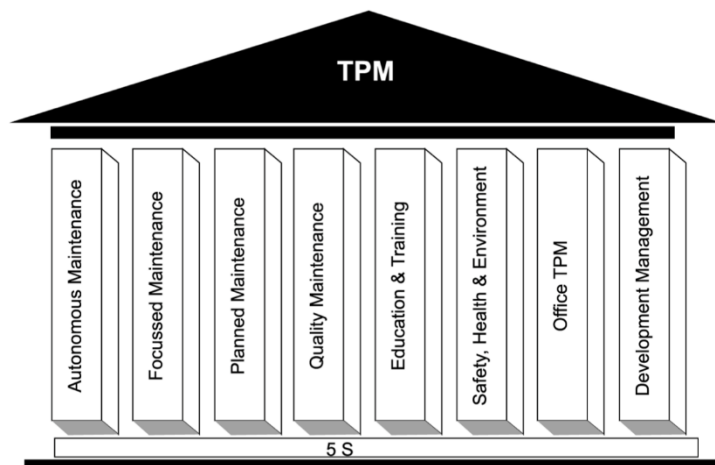 TPM
Autonomous Maintenance
Focussed Maintenance
Planned Maintenance
Quality Maintenance
Education & Training
Safety, Health & Environment
Office TPM
Development Management
5 S